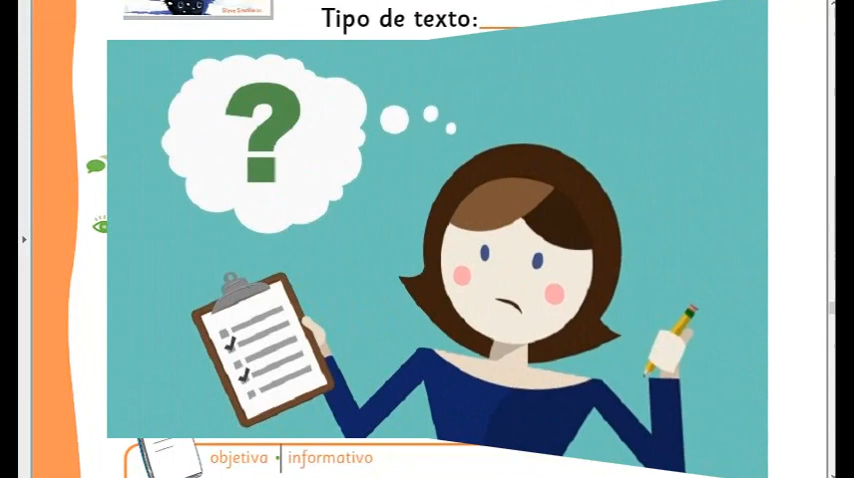 Tipo de texto:
?
objetiva • informativo